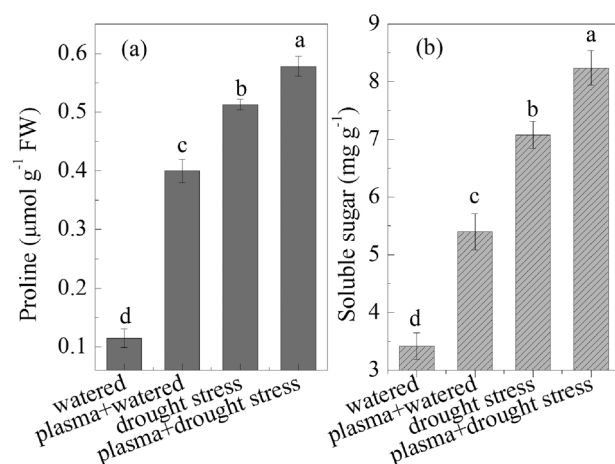 (a)
Proline (μmol g⁻¹ FW)
0.6
0.5
0.4
0.3
0.2
0.1
d
c
b
a
watered
plasma+watered
drought stress
plasma+drought stress
(b)
Soluble sugar (mg g⁻¹)
9
8
7
6
5
4
3
d
c
b
a
watered
plasma+watered
drought stress
plasma+drought stress